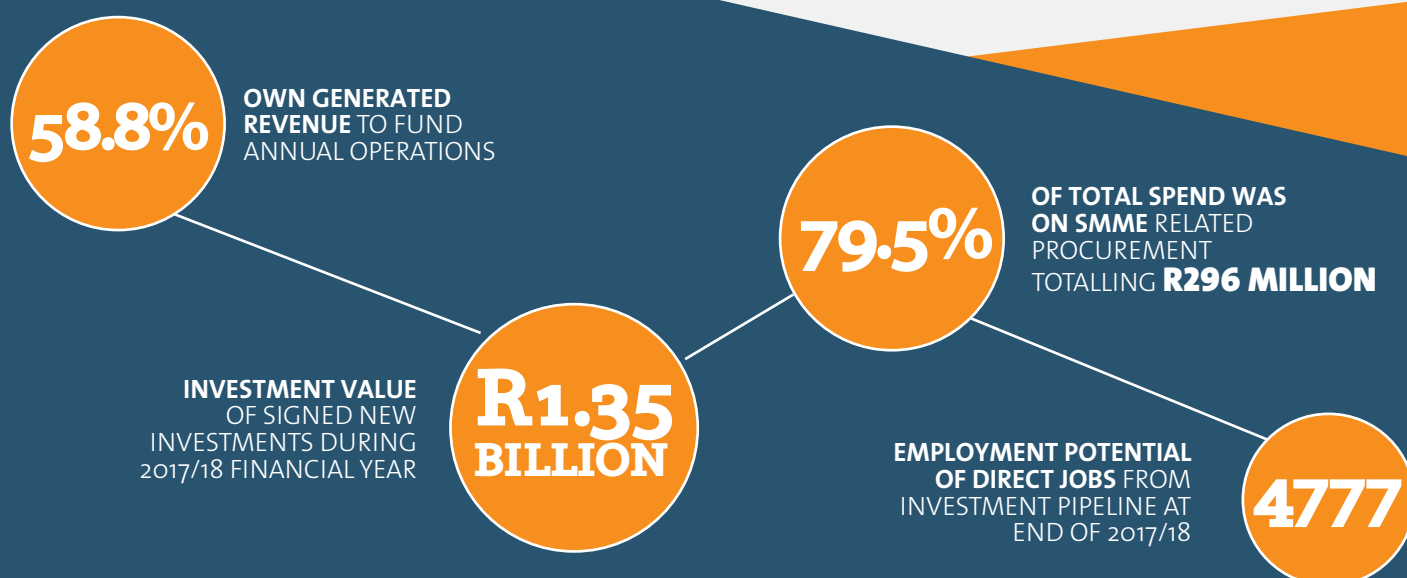 58.8%
OWN GENERATED
REVENUE TO FUND
ANNUAL OPERATIONS
79.5%
OF TOTAL SPEND WAS
ON SMME RELATED
PROCUREMENT
TOTALLING R296 MILLION
INVESTMENT VALUE
OF SIGNED NEW
INVESTMENTS DURING
2017/18 FINANCIAL YEAR
R1.35
BILLION
EMPLOYMENT POTENTIAL
OF DIRECT JOBS FROM
INVESTMENT PIPELINE AT
END OF 2017/18
4777